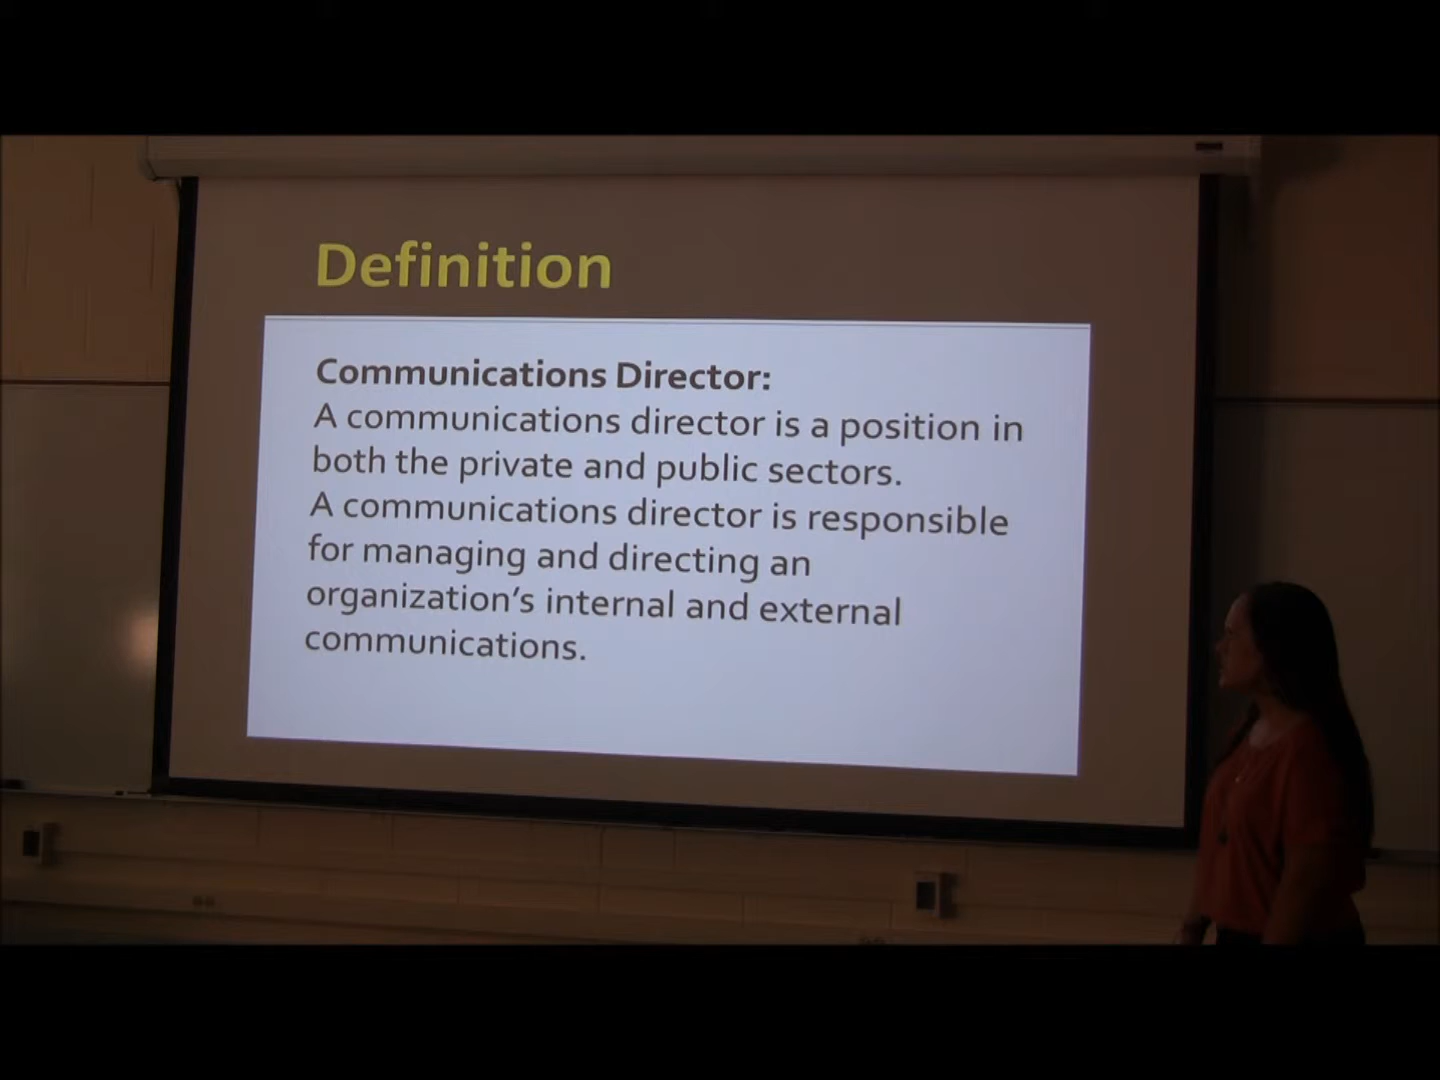 Definition
Communications Director:
A communications director is a position in
both the private and public sectors.
A communications director is responsible
for managing and directing an
organization's internal and external
communications.